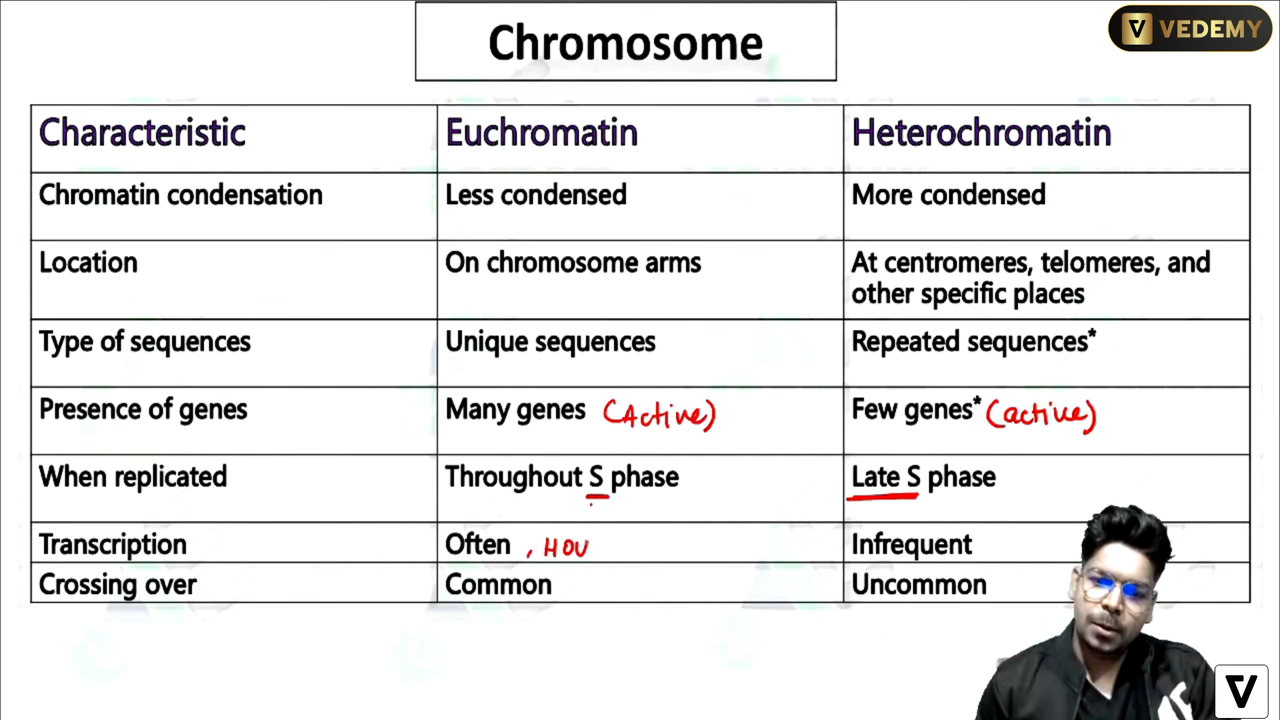 Chromosome
VEDEMY
Characteristic Euchromatin Heterochromatin
Chromatin condensation Less condensed More condensed
Location On chromosome arms At centromeres, telomeres, and
other specific places
Type of sequences Unique sequences Repeated sequences*
Presence of genes Many genes (Active) Few genes* (active)
When replicated Throughout S phase Late S phase
Transcription Often , HOU Infrequent
Crossing over Common Uncommon